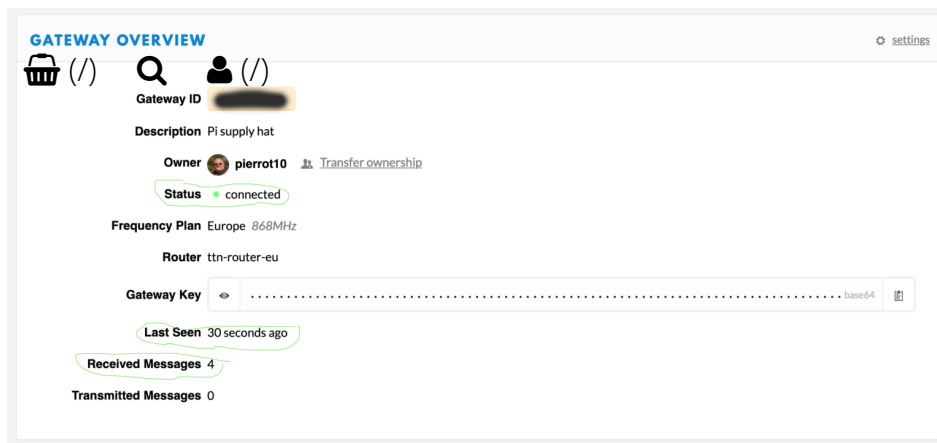 GATEWAY OVERVIEW
settings
(/) (/)
Gateway ID
Description Pi supply hat
Owner pierrot10 Transfer ownership
Status connected
Frequency Plan Europe 868MHz
Router ttn-router-eu
Gateway Key ................................................................................ base64
Last Seen 30 seconds ago
Received Messages 4
Transmitted Messages 0